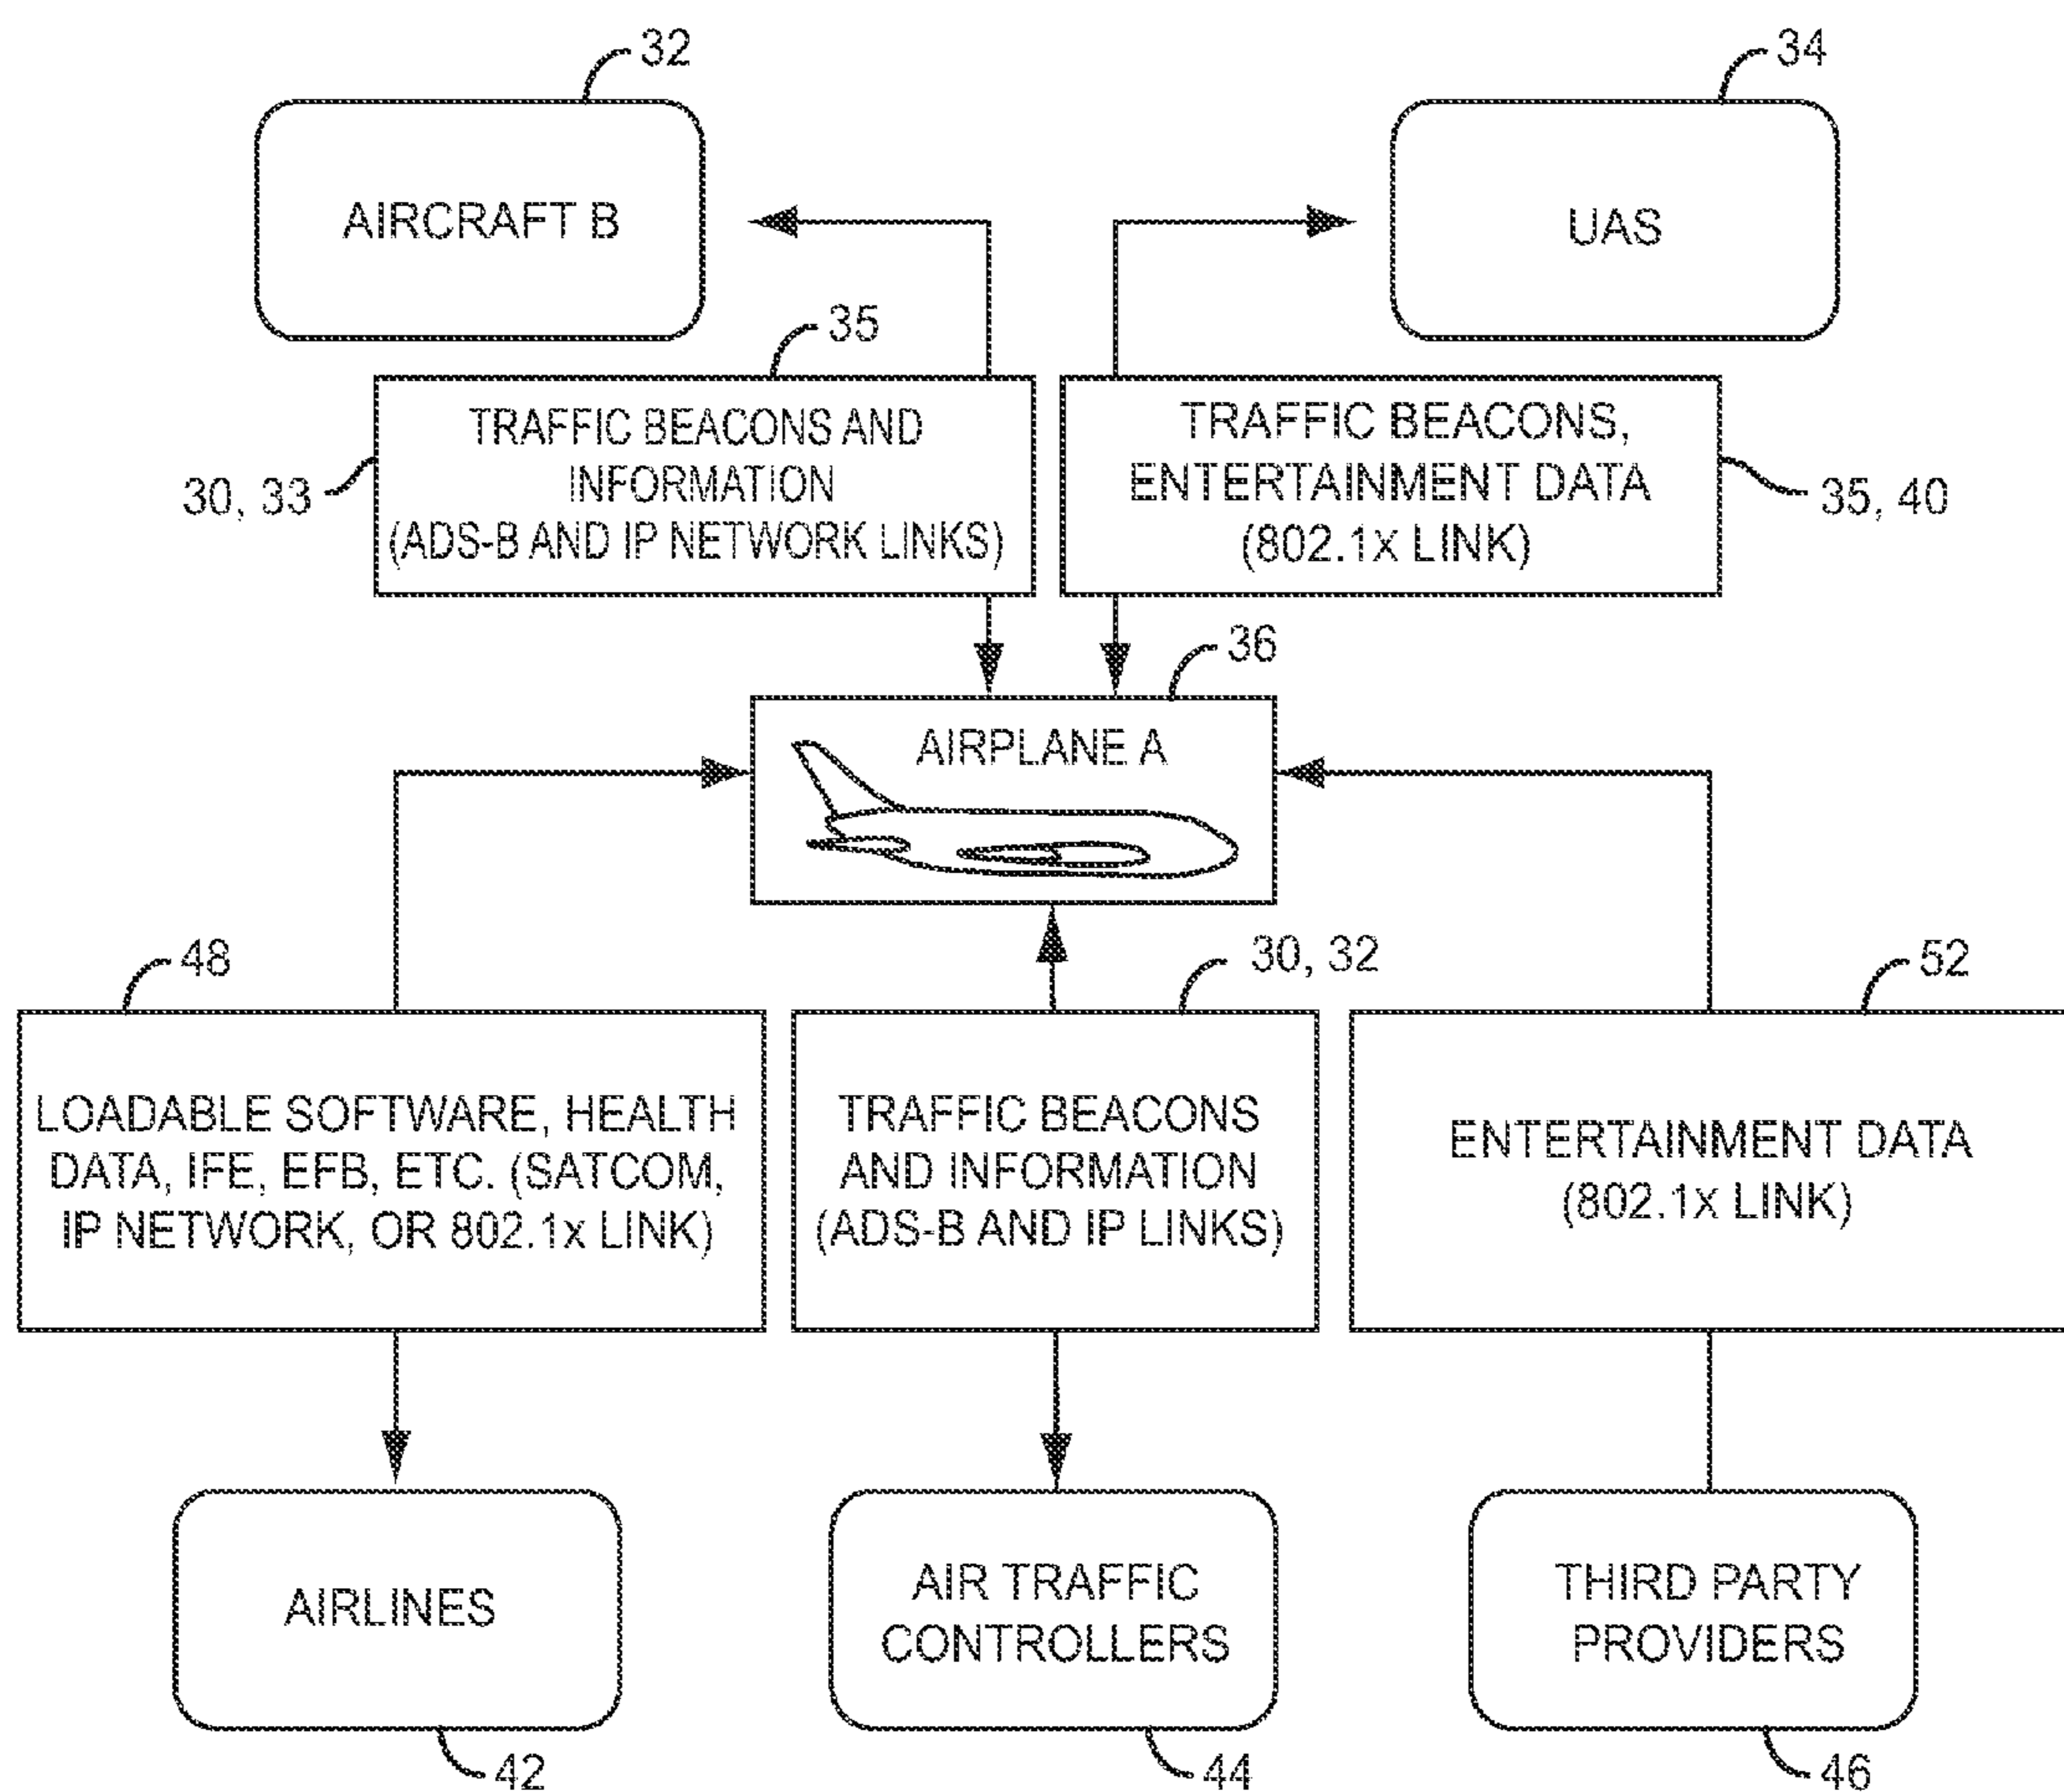 32
34
AIRCRAFT B
UAS
35
TRAFFIC BEACONS AND
INFORMATION
(ADS-B AND IP NETWORK LINKS)
30, 33
TRAFFIC BEACONS,
ENTERTAINMENT DATA
(802.1x LINK)
35, 40
36
AIRPLANE A
48
30, 32
52
LOADABLE SOFTWARE, HEALTH
DATA, IFE, EFB, ETC. (SATCOM,
IP NETWORK, OR 802.1x LINK)
TRAFFIC BEACONS
AND INFORMATION
(ADS-B AND IP LINKS)
ENTERTAINMENT DATA
(802.1x LINK)
AIRLINES
AIR TRAFFIC
CONTROLLERS
THIRD PARTY
PROVIDERS
42
44
46